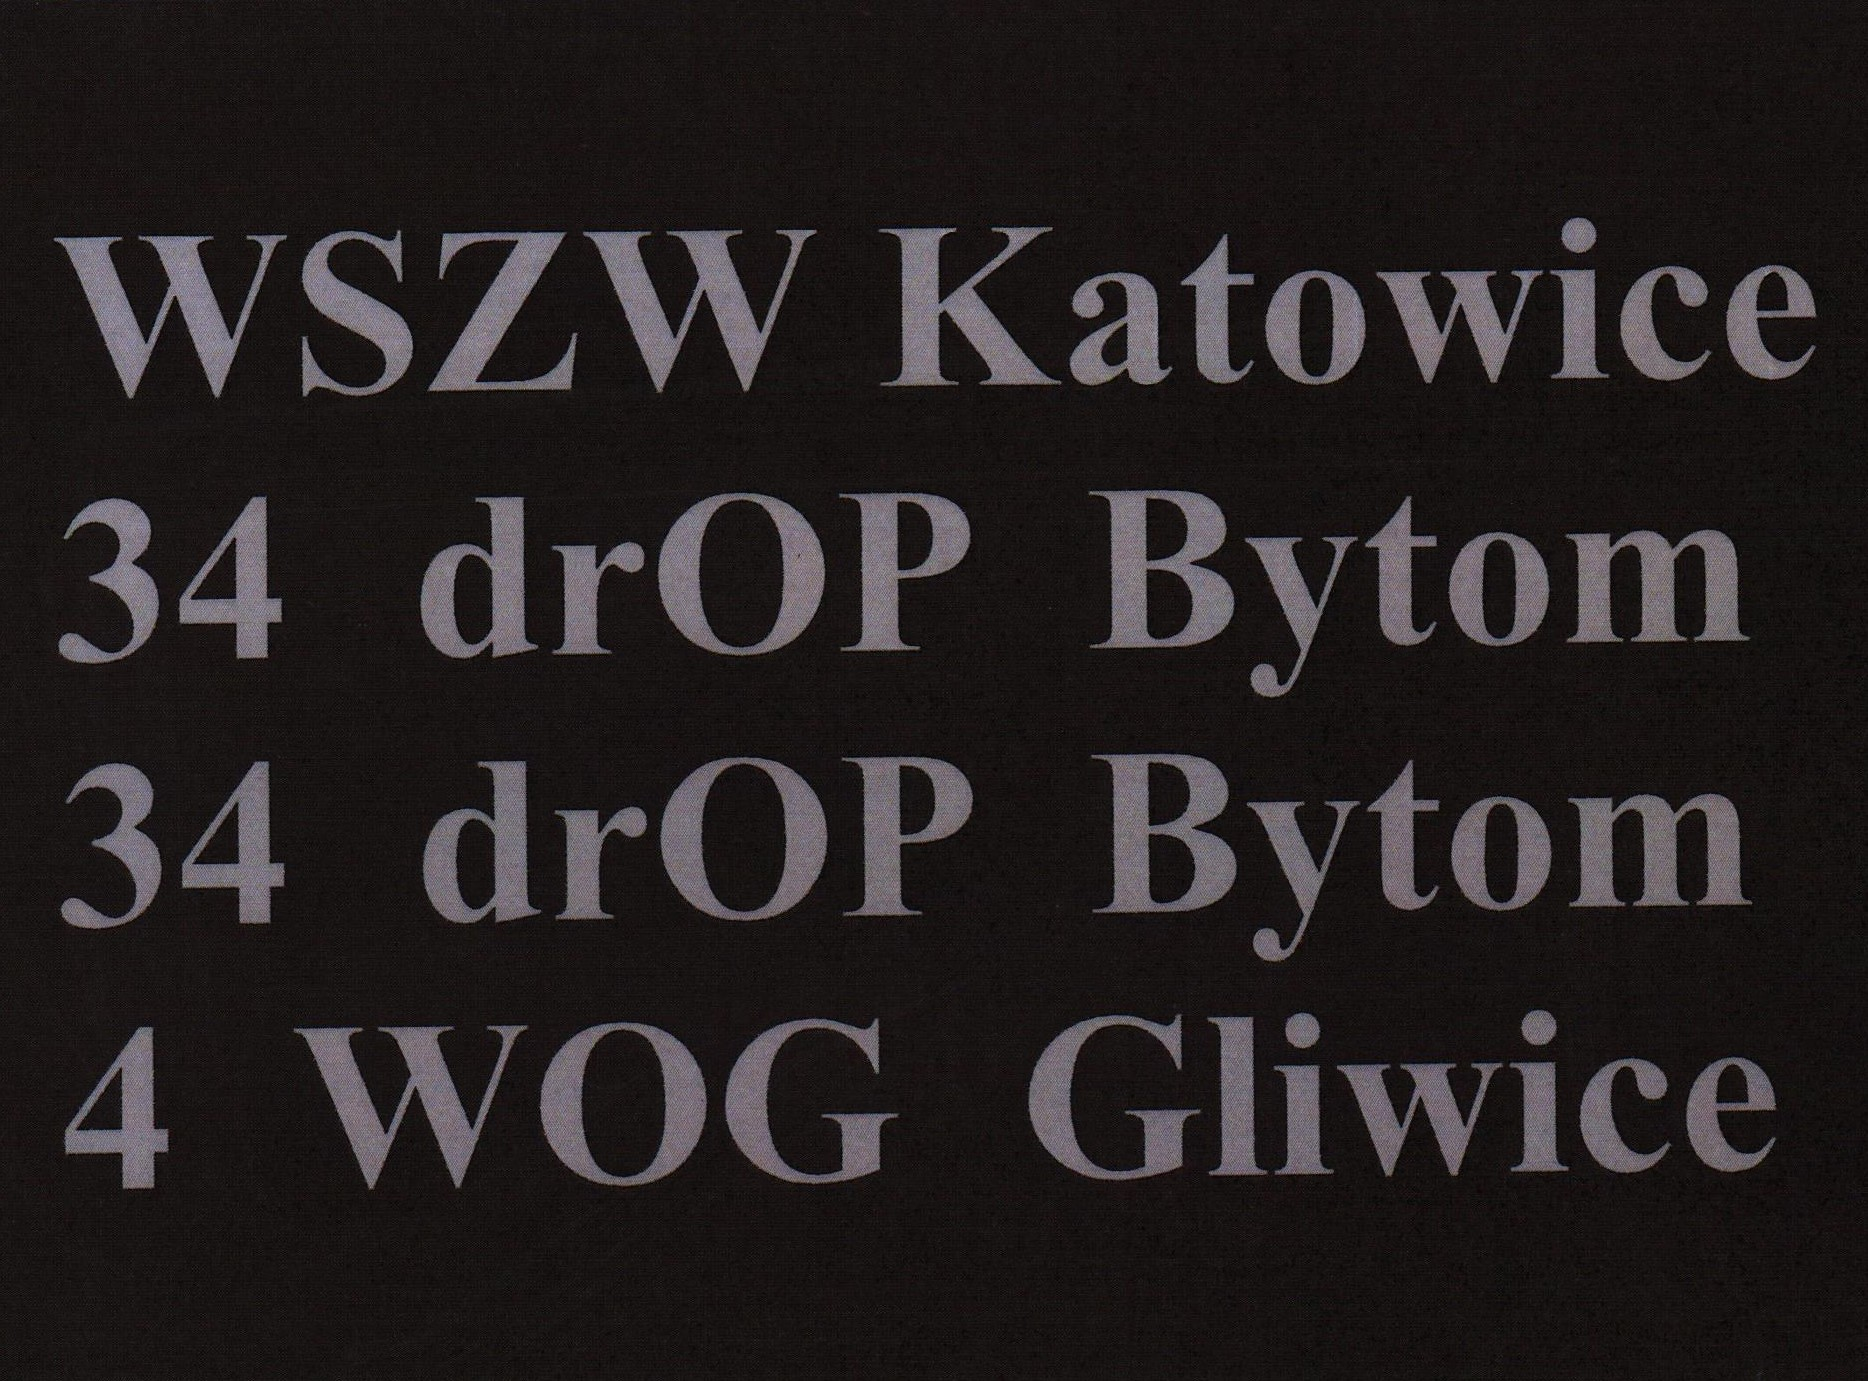 WSZW Katowice
34 drOP Bytom
34 drOP Bytom
4 WOG Gliwice